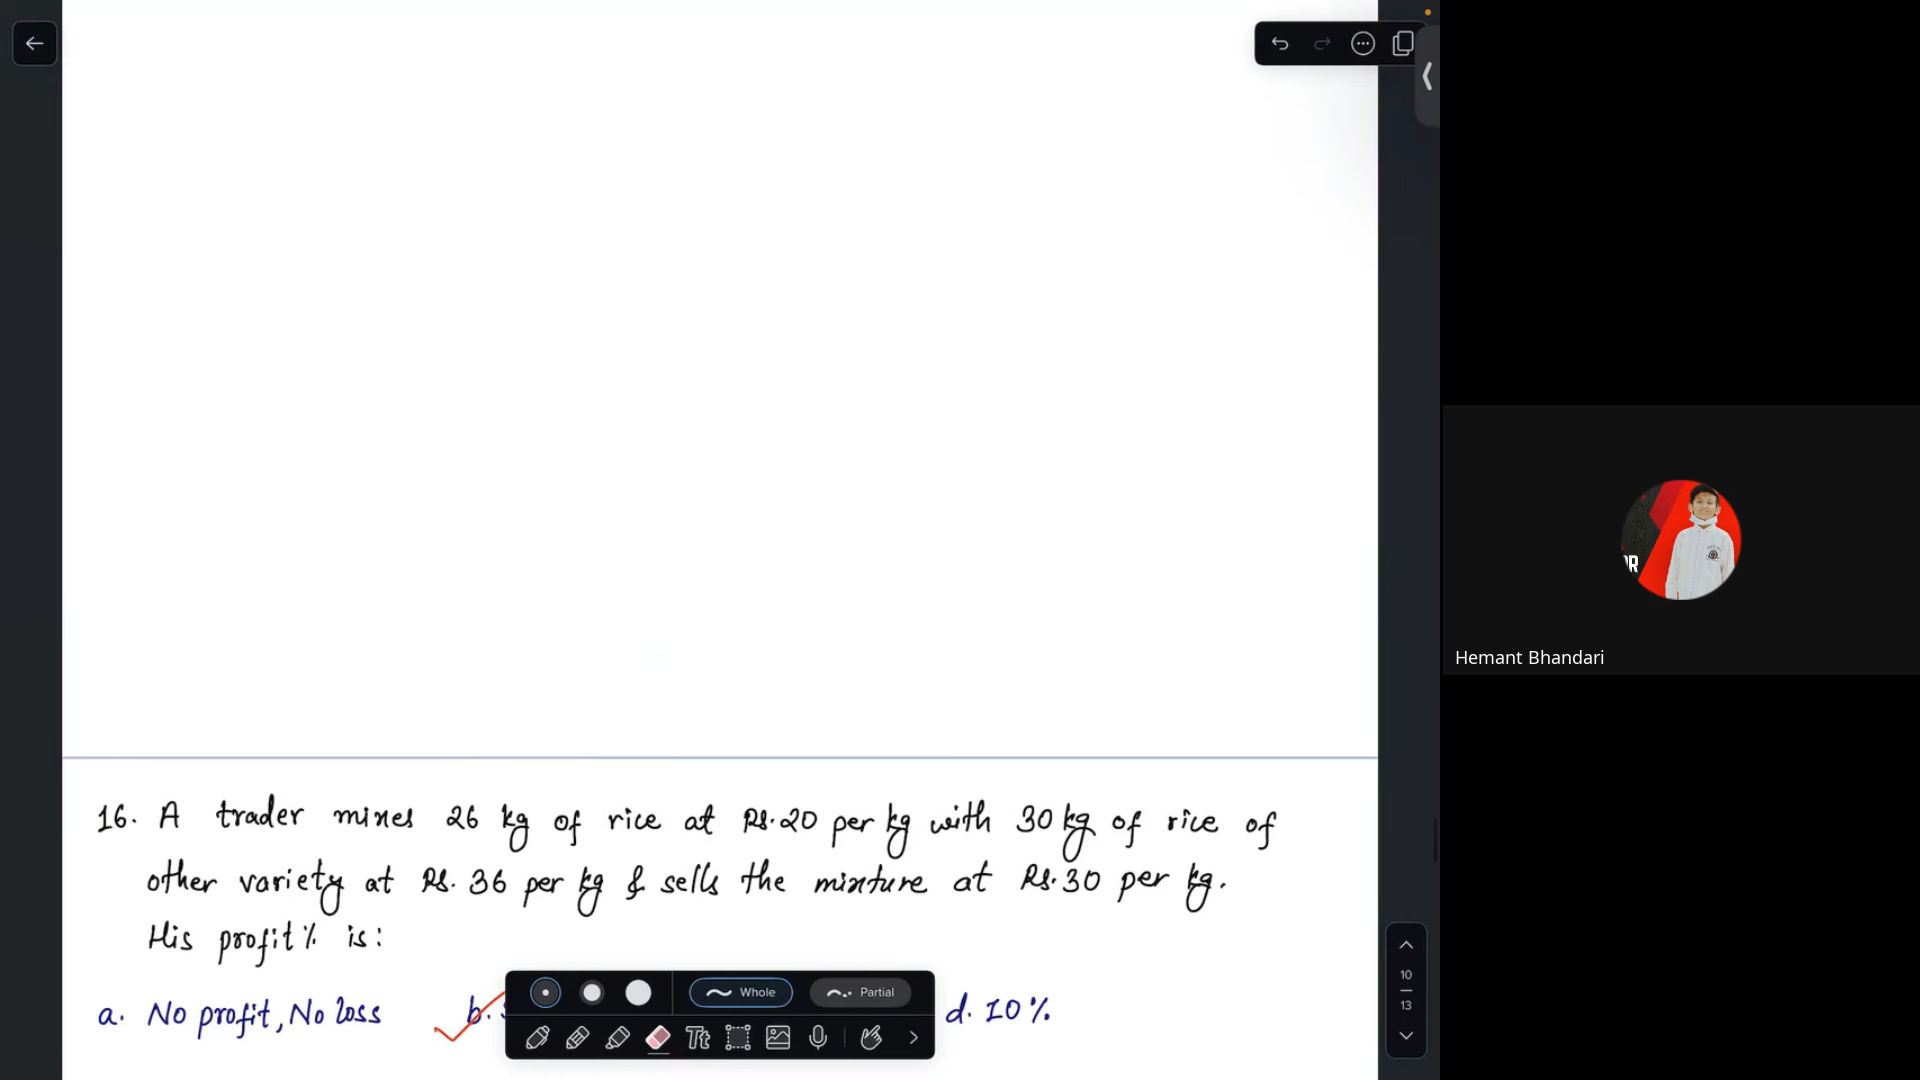 16. A trader mixes 26 kg of rice at Rs.20 per kg with 30 kg of rice of
other variety at Rs. 36 per kg & sells the mixture at Rs.30 per kg.
His profit% is:
a. No profit, No loss b. d. 10%
Whole Partial
Tt
10
13
Hemant Bhandari